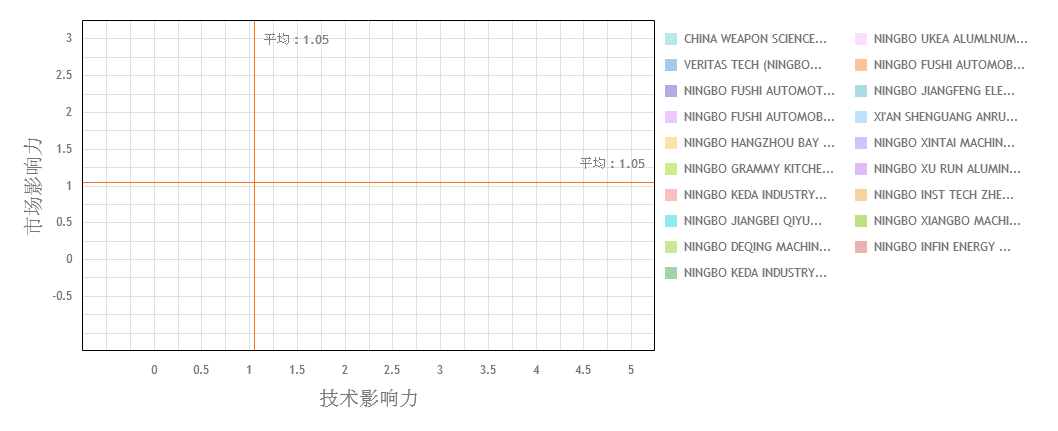 平均：1.05
平均：1.05
3
2.5
2
1.5
1
0.5
0
-0.5
市场影响力
0 0.5 1 1.5 2 2.5 3 3.5 4 4.5 5
技术影响力
CHINA WEAPON SCIENCE...
VERITAS TECH (NINGBO...
NINGBO FUSHI AUTOMOT...
NINGBO FUSHI AUTOMOB...
NINGBO HANGZHOU BAY ...
NINGBO GRAMMY KITCHE...
NINGBO KEDA INDUSTRY...
NINGBO JIANGBEI QIYU...
NINGBO DEQING MACHIN...
NINGBO KEDA INDUSTRY...
NINGBO UKEA ALUMLNUM...
NINGBO FUSHI AUTOMOB...
NINGBO JIANGFENG ELE...
XI'AN SHENGUANG ANRU...
NINGBO XINTAI MACHIN...
NINGBO XU RUN ALUMIN...
NINGBO INST TECH ZHE...
NINGBO XIANGBO MACHI...
NINGBO INFIN ENERGY ...